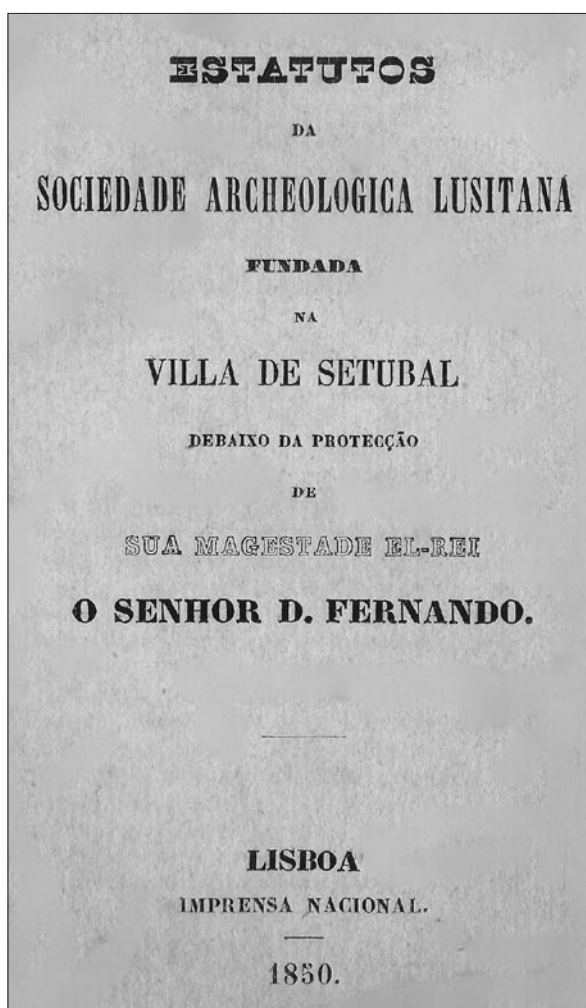 ESTATUTOS
DA
SOCIEDADE ARCHEOLOGICA LUSITANA
FUNDADA
NA
VILLA DE SETUBAL
DEBAIXO DA PROTECÇÃO
DE
SUA MAGESTADE EL-REI
O SENHOR D. FERNANDO.
LISBOA
IMPRENSA NACIONAL.
1850.